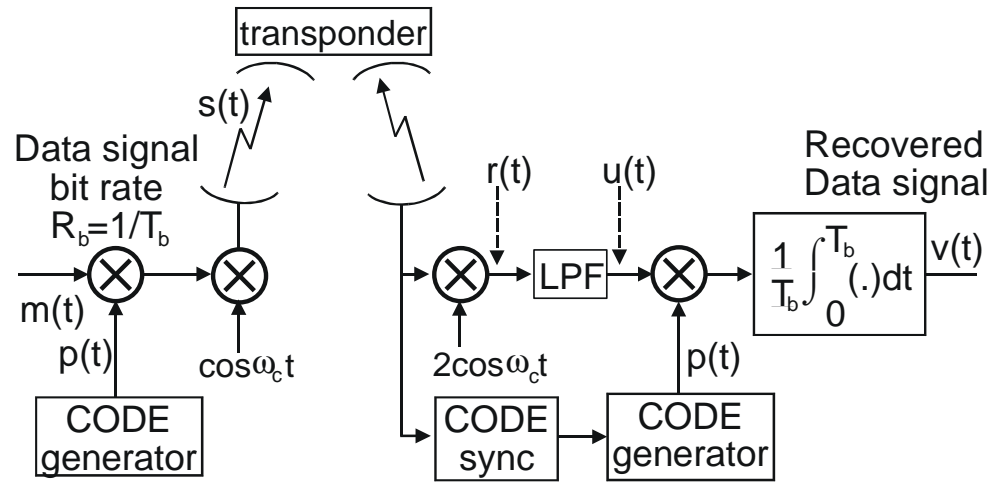 transponder
s(t)
Data signal
bit rate
R_b=1/T_b
Recovered
Data signal
r(t)
u(t)
m(t)
p(t)
cosω_ct
2cosω_ct
LPF
1/T_b ∫_0^T_b (.)dt
v(t)
p(t)
CODE
generator
CODE
sync
CODE
generator